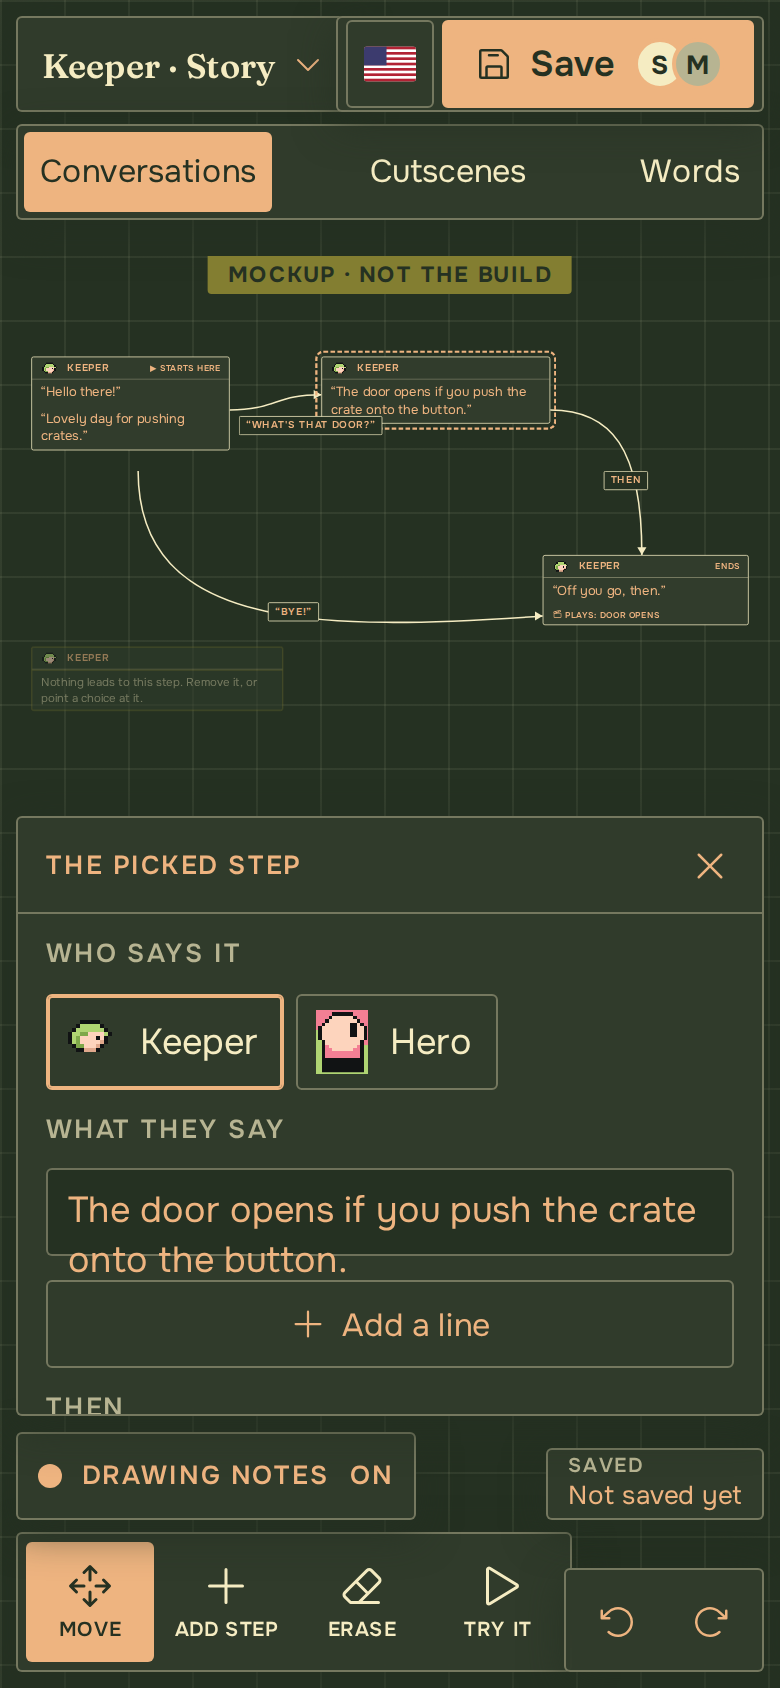 Keeper · Story
Save
S
M
Conversations
Cutscenes
Words
MOCKUP · NOT THE BUILD
KEEPER
▶ STARTS HERE
“Hello there!”
“Lovely day for pushing
crates.”
KEEPER
“The door opens if you push the
crate onto the button.”
“WHAT'S THAT DOOR?”
THEN
KEEPER
ENDS
“Off you go, then.”
PLAYS: DOOR OPENS
“BYE!”
KEEPER
Nothing leads to this step. Remove it, or
point a choice at it.
THE PICKED STEP
WHO SAYS IT
Keeper
Hero
WHAT THEY SAY
The door opens if you push the crate
onto the button.
Add a line
THEN
DRAWING NOTES ON
SAVED
Not saved yet
MOVE
ADD STEP
ERASE
TRY IT